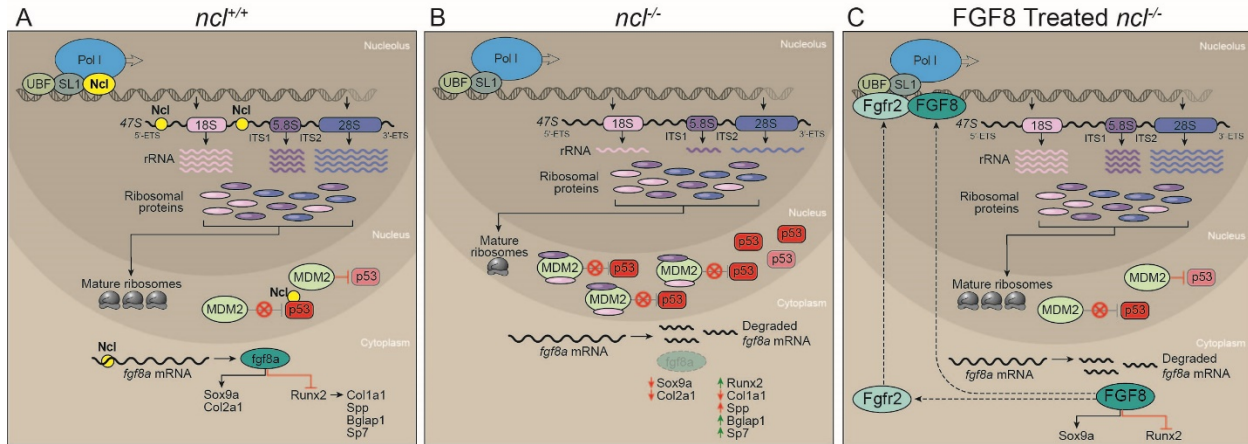 A
ncl+/+
Nucleolus
Pol I
UBF
SL1
Ncl
Ncl
Ncl
47S
18S
5.8S
28S
5'-ETS
ITS1
ITS2
3'-ETS
rRNA
Ribosomal
proteins
Nucleus
Mature ribosomes
MDM2
p53
Ncl
MDM2
p53
Cytoplasm
Ncl
fgf8a mRNA
fgf8a
Sox9a
Col2a1
Runx2
Col1a1
Spp
Bglap1
Sp7
B
ncl-/-
Nucleolus
Pol I
UBF
SL1
47S
18S
5.8S
28S
5'-ETS
ITS1
ITS2
3'-ETS
rRNA
Ribosomal
proteins
Nucleus
Mature
ribosomes
p53
p53
p53
p53
MDM2
p53
MDM2
p53
MDM2
p53
Cytoplasm
fgf8a mRNA
Degraded
fgf8a mRNA
fgf8a
Sox9a
Col2a1
Runx2
Col1a1
Spp
Bglap1
Sp7
C
FGF8 Treated ncl-/-
Nucleolus
Pol I
UBF
SL1
Fgfr2
FGF8
47S
18S
5.8S
28S
5'-ETS
ITS1
ITS2
3'-ETS
rRNA
Ribosomal
proteins
Nucleus
Mature ribosomes
MDM2
p53
MDM2
p53
Cytoplasm
fgf8a mRNA
Degraded
fgf8a mRNA
Fgfr2
FGF8
Sox9a
Runx2